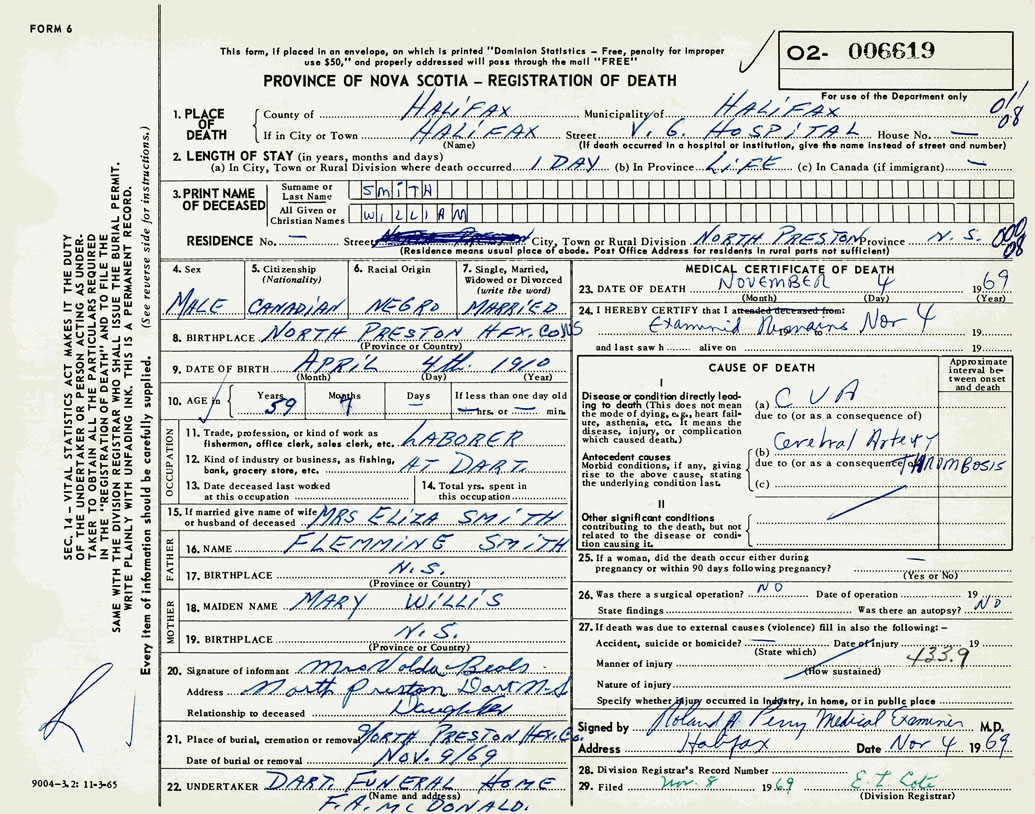 FORM 6
This form, if placed in an envelope, on which is printed "Dominion Statistics – Free, penalty for improper
use $50," and properly addressed will pass through the mail "FREE"
O2- 006619
PROVINCE OF NOVA SCOTIA – REGISTRATION OF DEATH
For use of the Department only
1. PLACE OF DEATH
County of HALIFAX Municipality of HALIFAX
If in City or Town HALIFAX Street V. G. HOSPITAL House No. —
(Name) (If death occurred in a hospital or institution, give the name instead of street and number)
2. LENGTH OF STAY (in years, months and days)
(a) In City, Town or Rural Division where death occurred 1 DAY (b) In Province LIFE (c) In Canada (if immigrant) —
3. PRINT NAME OF DECEASED
Surname or Last Name SMITH
All Given or Christian Names WILLIAM
RESIDENCE No. — Street City, Town or Rural Division NORTH PRESTON Province N. S.
(Residence means usual place of abode. Post Office Address for residents in rural parts not sufficient)
4. Sex
MALE
5. Citizenship
(Nationality)
CANADIAN
6. Racial Origin
NEGRO
7. Single, Married,
Widowed or Divorced
(write the word)
MARRIED
8. BIRTHPLACE NORTH PRESTON HFX. CO NS
(Province or Country)
9. DATE OF BIRTH APRIL 4th. 1910
(Month) (Day) (Year)
10. AGE in Years 59 Months 7 Days — If less than one day old
— hrs. or — min.
OCCUPATION
11. Trade, profession, or kind of work as
fisherman, office clerk, sales clerk, etc. LABORER
12. Kind of industry or business, as fishing,
bank, grocery store, etc. AT DART.
13. Date deceased last worked
at this occupation
14. Total yrs. spent in
this occupation
15. If married give name of wife
or husband of deceased MRS ELIZA SMITH
FATHER
16. NAME FLEMMINE SMITH
17. BIRTHPLACE N.S.
(Province or Country)
MOTHER
18. MAIDEN NAME MARY WILLIS
19. BIRTHPLACE N.S.
(Province or Country)
20. Signature of informant Mrs Volda Beals
Address North Preston Dart N.S
Relationship to deceased Daughter
21. Place of burial, cremation or removal NORTH PRESTON HFX. CO.
Date of burial or removal NOV. 9/69
22. UNDERTAKER DART. FUNERAL HOME
(Name and address)
F. A. MCDONALD.
MEDICAL CERTIFICATE OF DEATH
23. DATE OF DEATH NOVEMBER 4 1969
(Month) (Day) (Year)
24. I HEREBY CERTIFY that I attended deceased from:
Examined Remains Nov 4 19
and last saw h alive on 19
CAUSE OF DEATH
Approximate
interval be-
tween onset
and death
I
Disease or condition directly lead-
ing to death (This does not mean
the mode of dying, e.g., heart fail-
ure, asthenia, etc. It means the
disease, injury, or complication
which caused death.)
(a) CVA
due to (or as a consequence of)
Antecedent causes
Morbid conditions, if any, giving
rise to the above cause, stating
the underlying condition last.
(b) Cerebral Artery
due to (or as a consequence of) THROMBOSIS
(c)
II
Other significant conditions
contributing to the death, but not
related to the disease or condi-
tion causing it.
25. If a woman, did the death occur either during
pregnancy or within 90 days following pregnancy? —
(Yes or No)
26. Was there a surgical operation? NO Date of operation 19
State findings Was there an autopsy? NO
27. If death was due to external causes (violence) fill in also the following: –
Accident, suicide or homicide? — Date of injury 19
(State which)
433.9
Manner of injury
(How sustained)
Nature of injury
Specify whether injury occurred in industry, in home, or in public place
Signed by Roland A Perry Medical Examiner M.D.
Address Halifax Date Nov 4 1969
28. Division Registrar's Record Number
29. Filed Nov. 8 1969 E. L. Cote
(Division Registrar)
SEC. 14 – VITAL STATISTICS ACT MAKES IT THE DUTY
OF THE UNDERTAKER OR PERSON ACTING AS UNDER-
TAKER TO OBTAIN ALL THE PARTICULARS REQUIRED
IN THE "REGISTRATION OF DEATH" AND TO FILE THE
SAME WITH THE DIVISION REGISTRAR WHO SHALL ISSUE THE BURIAL PERMIT.
WRITE PLAINLY WITH UNFADING INK. THIS IS A PERMANENT RECORD.
Every item of information should be carefully supplied. (See reverse side for instructions.)
9004-3.2: 11-3-65